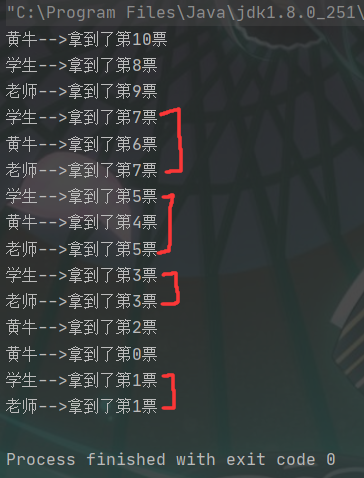 "C:\Program Files\Java\jdk1.8.0_251\
黄牛-->拿到了第10票
学生-->拿到了第8票
老师-->拿到了第9票
学生-->拿到了第7票
黄牛-->拿到了第6票
老师-->拿到了第7票
学生-->拿到了第5票
黄牛-->拿到了第4票
老师-->拿到了第5票
学生-->拿到了第3票
老师-->拿到了第3票
黄牛-->拿到了第2票
黄牛-->拿到了第0票
学生-->拿到了第1票
老师-->拿到了第1票
Process finished with exit code 0